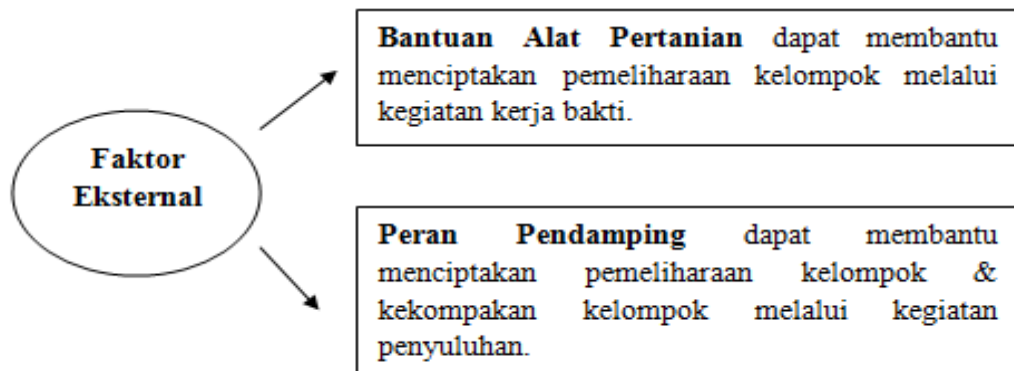 Bantuan Alat Pertanian dapat membantu
menciptakan pemeliharaan kelompok melalui
kegiatan kerja bakti.
Faktor
Eksternal
Peran Pendamping dapat membantu
menciptakan pemeliharaan kelompok &
kekompakan kelompok melalui kegiatan
penyuluhan.